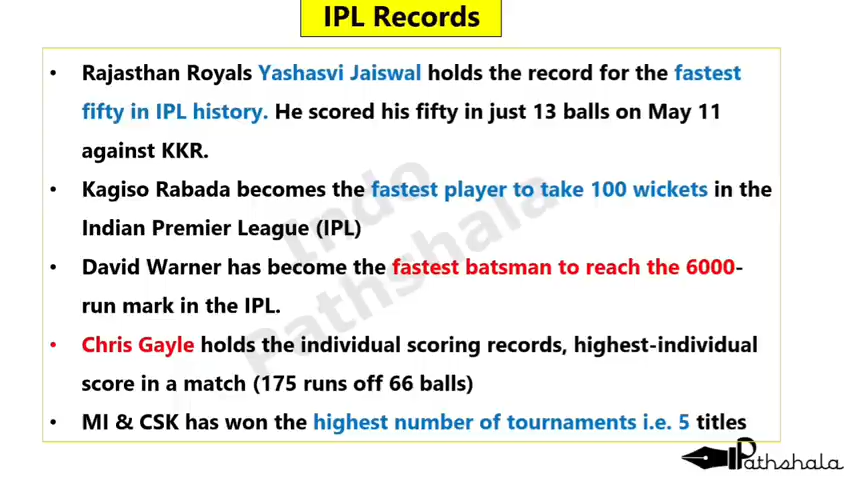 IPL Records
• Rajasthan Royals Yashasvi Jaiswal holds the record for the fastest
fifty in IPL history. He scored his fifty in just 13 balls on May 11
against KKR.
• Kagiso Rabada becomes the fastest player to take 100 wickets in the
Indian Premier League (IPL)
• David Warner has become the fastest batsman to reach the 6000-
run mark in the IPL.
• Chris Gayle holds the individual scoring records, highest-individual
score in a match (175 runs off 66 balls)
• MI & CSK has won the highest number of tournaments i.e. 5 titles
Indo
Pathshala
Pathshala